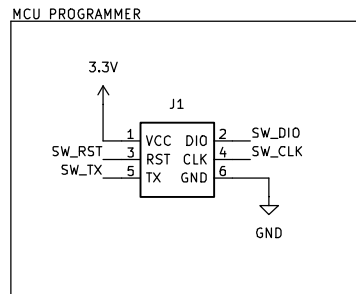 MCU PROGRAMMER
3.3V
J1
1 VCC DIO 2 SW_DIO
SW_RST 3 RST CLK 4 SW_CLK
SW_TX 5 TX GND 6
GND